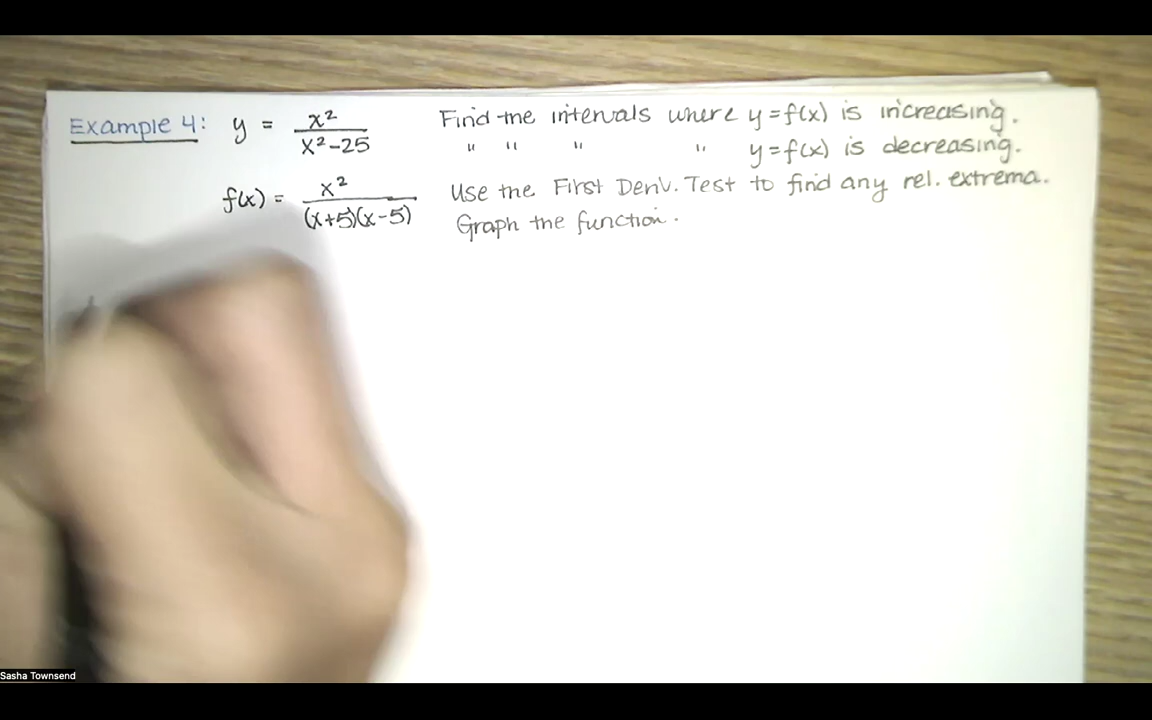 Example 4: y = x²/(x²-25) Find the intervals where y=f(x) is increasing.
" " " " y=f(x) is decreasing.
f(x) = x²/((x+5)(x-5)) Use the First Deriv. Test to find any rel. extrema.
Graph the function.
Sasha Townsend